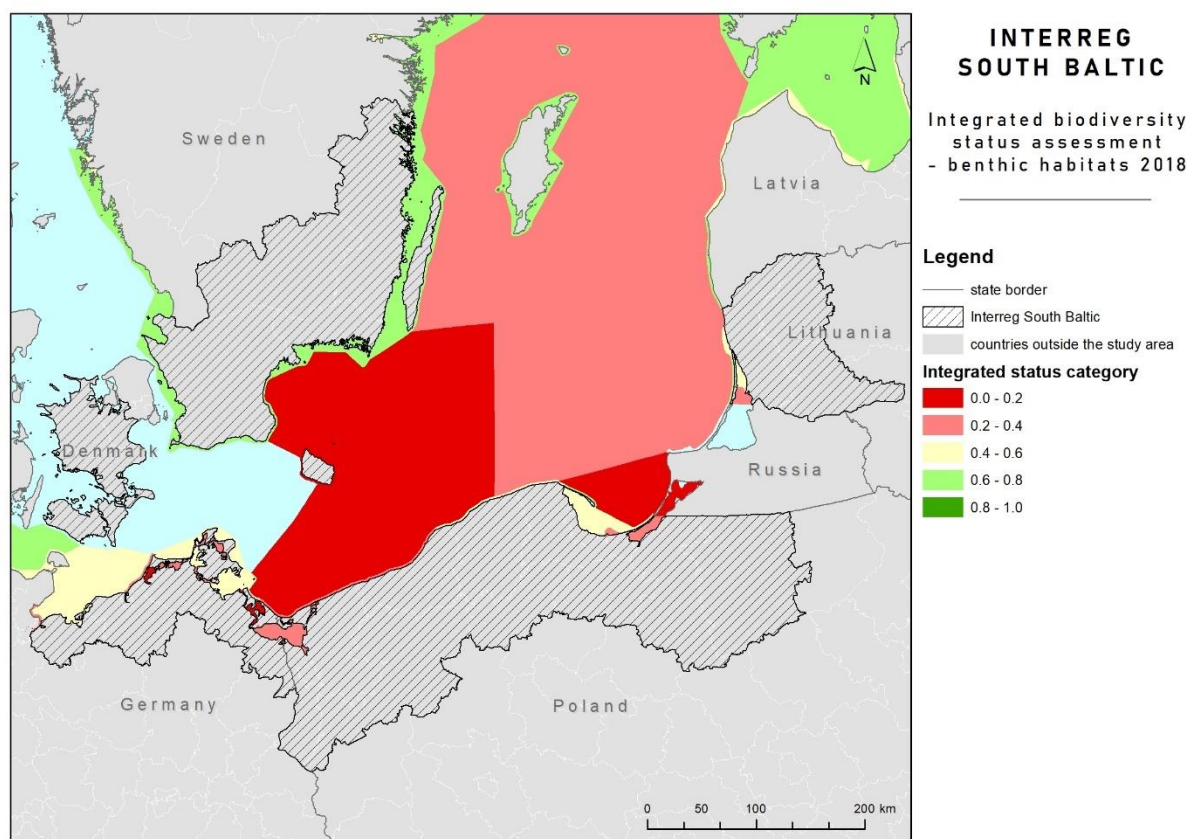 INTERREG
SOUTH BALTIC
Integrated biodiversity
status assessment
- benthic habitats 2018
Legend
state border
Interreg South Baltic
countries outside the study area
Integrated status category
0.0 - 0.2
0.2 - 0.4
0.4 - 0.6
0.6 - 0.8
0.8 - 1.0
N
Sweden
Latvia
Lithuania
Denmark
Russia
Germany
Poland
0 50 100 200 km